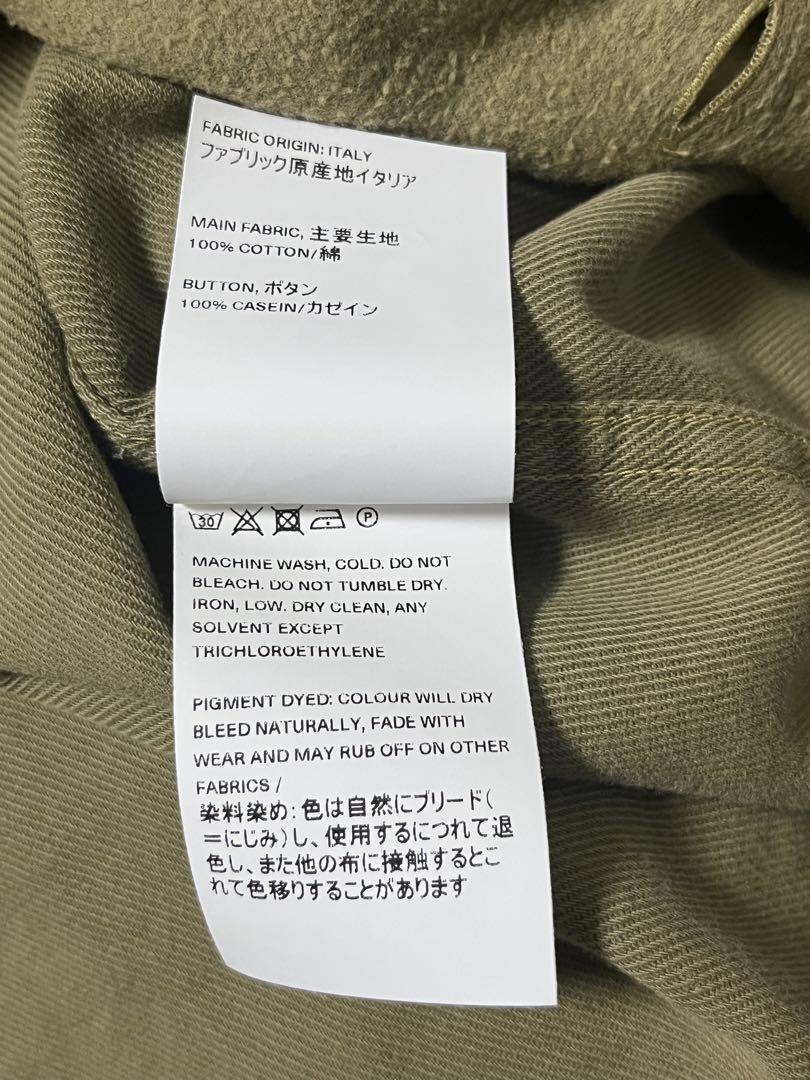 FABRIC ORIGIN: ITALY
ファブリック原産地イタリア
MAIN FABRIC, 主要生地
100% COTTON/綿
BUTTON, ボタン
100% CASEIN/カゼイン
30
P
MACHINE WASH, COLD. DO NOT
BLEACH. DO NOT TUMBLE DRY.
IRON, LOW. DRY CLEAN, ANY
SOLVENT EXCEPT
TRICHLOROETHYLENE
PIGMENT DYED: COLOUR WILL DRY
BLEED NATURALLY, FADE WITH
WEAR AND MAY RUB OFF ON OTHER
FABRICS /
染料染め: 色は自然にブリード(
=にじみ)し、使用するにつれて退
色し、また他の布に接触するとこ
れて色移りすることがあります